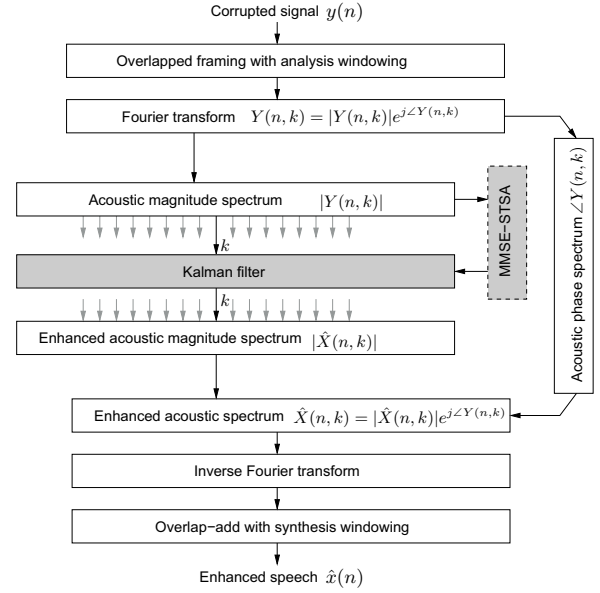 Corrupted signal y(n)
Overlapped framing with analysis windowing
Fourier transform Y(n, k) = |Y(n, k)|e^{j∠Y(n,k)}
Acoustic magnitude spectrum |Y(n, k)|
MMSE−STSA
Acoustic phase spectrum ∠Y(n, k)
k
Kalman filter
k
Enhanced acoustic magnitude spectrum |X̂(n, k)|
Enhanced acoustic spectrum X̂(n, k) = |X̂(n, k)|e^{j∠Y(n,k)}
Inverse Fourier transform
Overlap−add with synthesis windowing
Enhanced speech x̂(n)